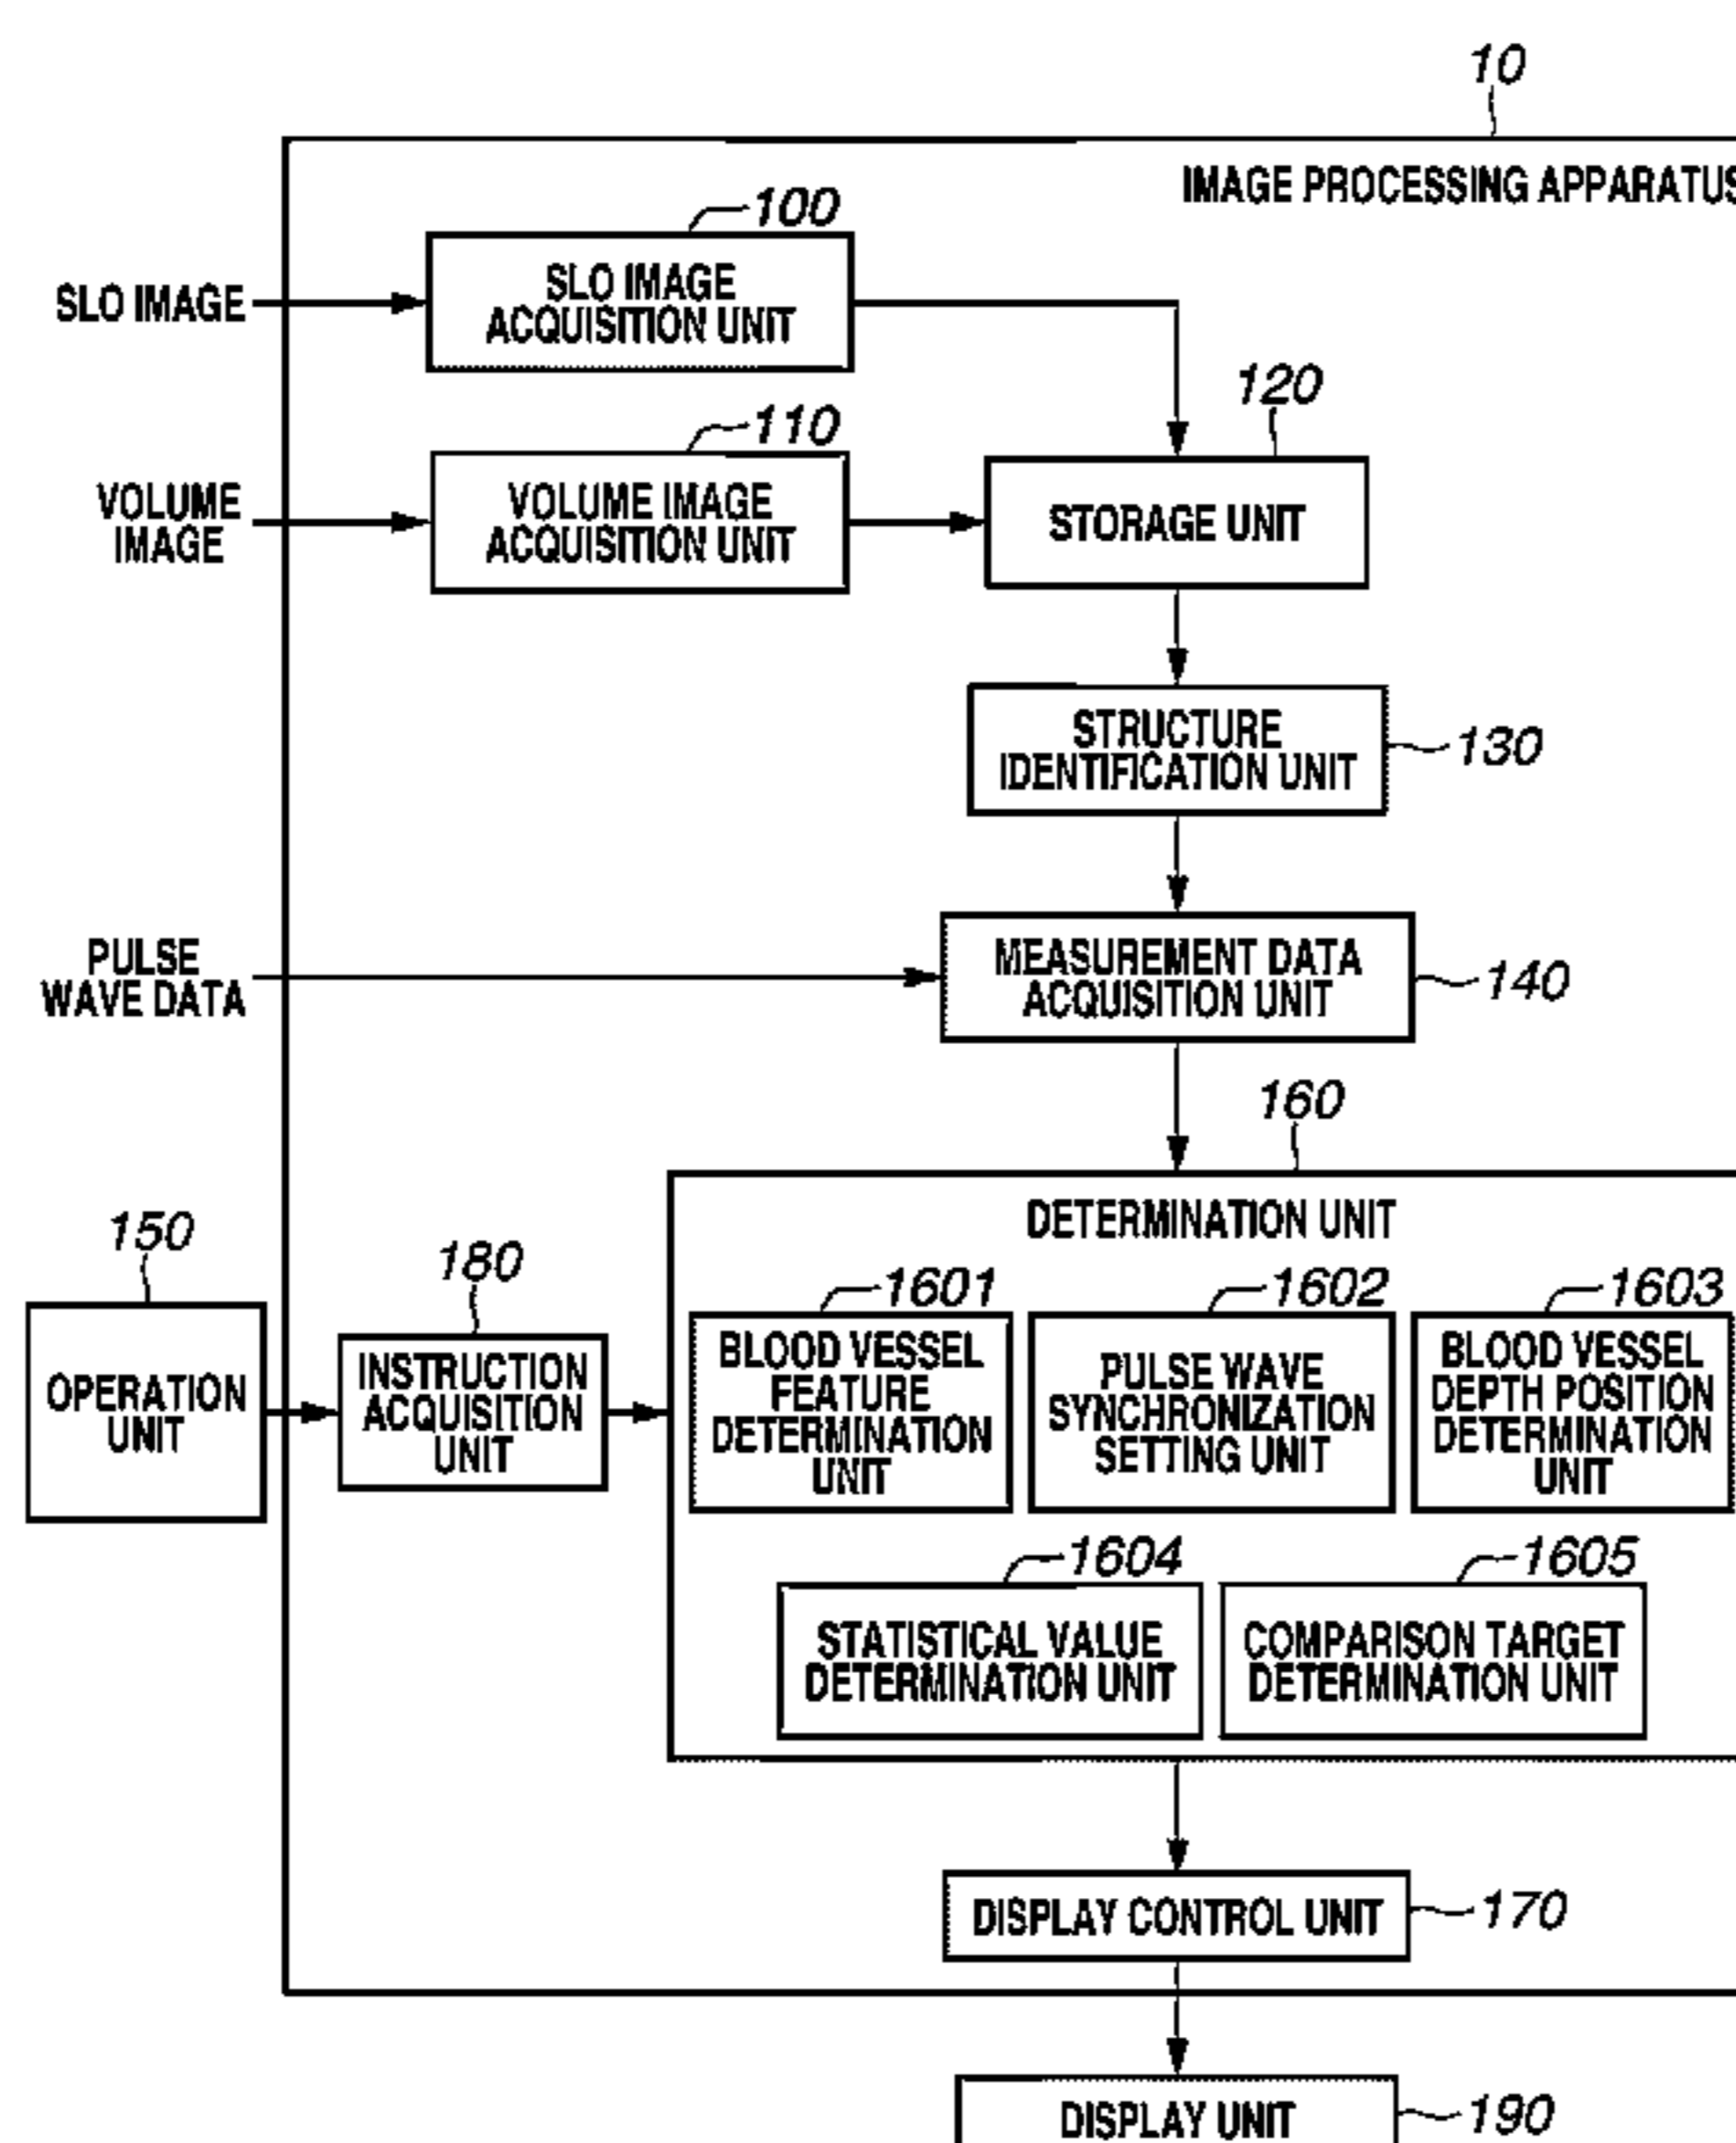 10
IMAGE PROCESSING APPARATUS
100
SLO IMAGE
SLO IMAGE
ACQUISITION UNIT
120
110
VOLUME
IMAGE
VOLUME IMAGE
ACQUISITION UNIT
STORAGE UNIT
STRUCTURE
IDENTIFICATION UNIT
130
PULSE
WAVE DATA
MEASUREMENT DATA
ACQUISITION UNIT
140
160
DETERMINATION UNIT
150
180
OPERATION
UNIT
INSTRUCTION
ACQUISITION
UNIT
1601
BLOOD VESSEL
FEATURE
DETERMINATION
UNIT
1602
PULSE WAVE
SYNCHRONIZATION
SETTING UNIT
1603
BLOOD VESSEL
DEPTH POSITION
DETERMINATION
UNIT
1604
STATISTICAL VALUE
DETERMINATION UNIT
1605
COMPARISON TARGET
DETERMINATION UNIT
DISPLAY CONTROL UNIT
170
DISPLAY UNIT
190